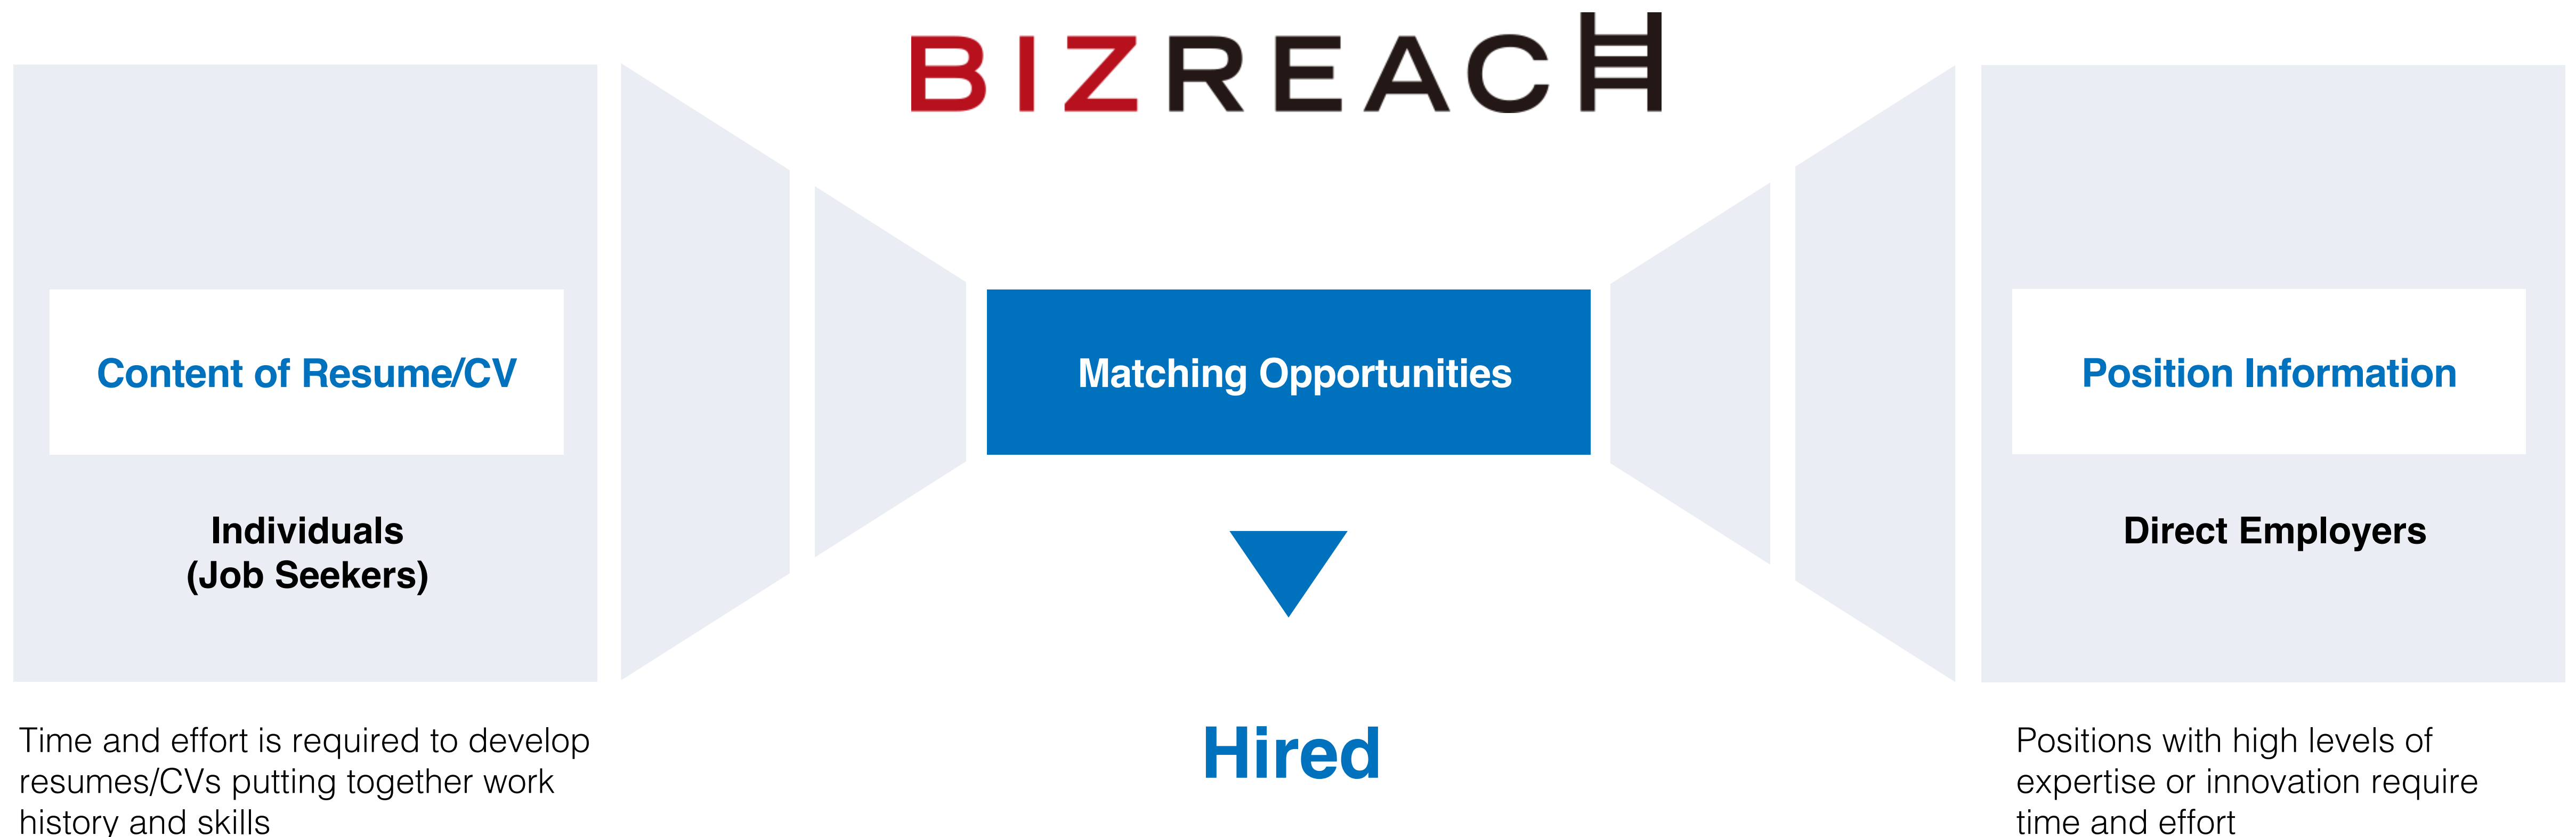 BIZREACH
Content of Resume/CV
Individuals
(Job Seekers)
Time and effort is required to develop
resumes/CVs putting together work
history and skills
Matching Opportunities
Hired
Position Information
Direct Employers
Positions with high levels of
expertise or innovation require
time and effort